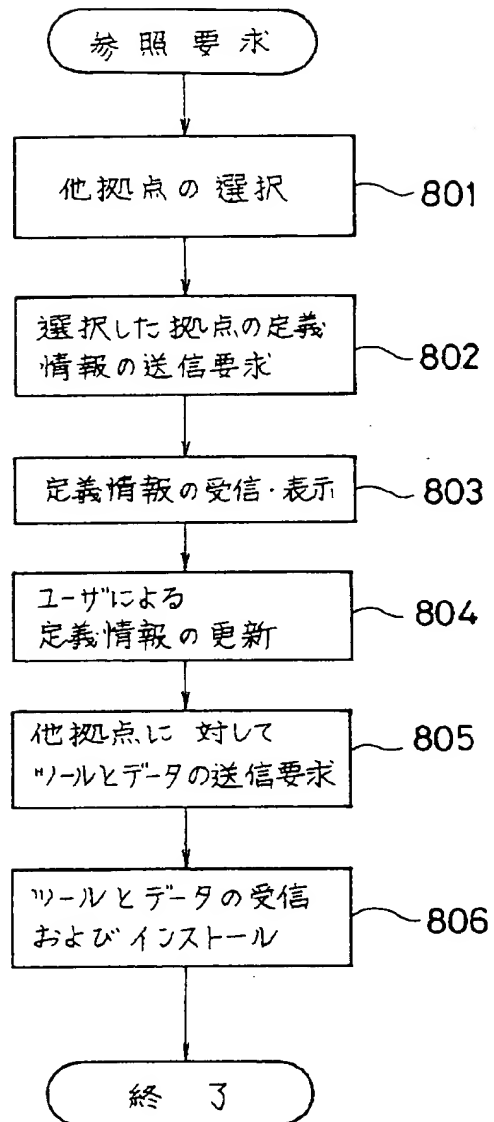 参照要求
他拠点の選択
801
選択した拠点の定義
情報の送信要求
802
定義情報の受信・表示
803
ユーザによる
定義情報の更新
804
他拠点に対して
ツールとデータの送信要求
805
ツールとデータの受信
およびインストール
806
終了